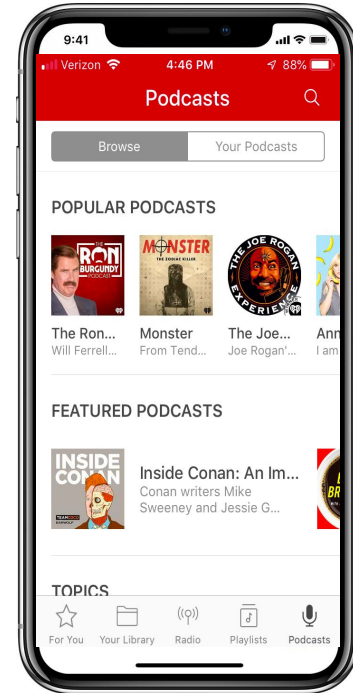 9:41
Verizon 4:46 PM 88%
Podcasts
Browse Your Podcasts
POPULAR PODCASTS
THE
RON
BURGUNDY
PODCAST
MONSTER
THE ZODIAC KILLER
THE JOE ROGAN
EXPERIENCE
The Ron... Monster The Joe... Ann
Will Ferrell... From Tend... Joe Rogan'... I am
FEATURED PODCASTS
INSIDE
CONAN
TEAMCOCO
EARWOLF
Inside Conan: An Im...
Conan writers Mike
Sweeney and Jessie G...
TOPICS
For You Your Library Radio Playlists Podcasts